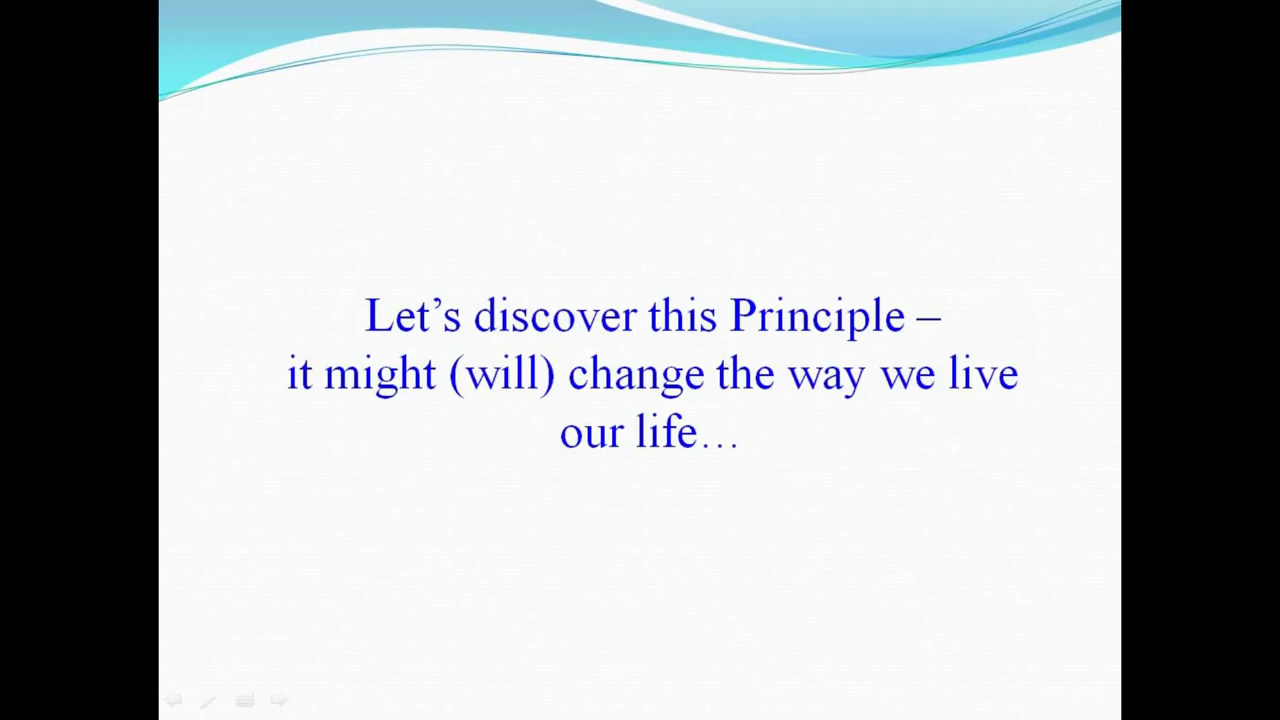 Let’s discover this Principle –
it might (will) change the way we live
our life…